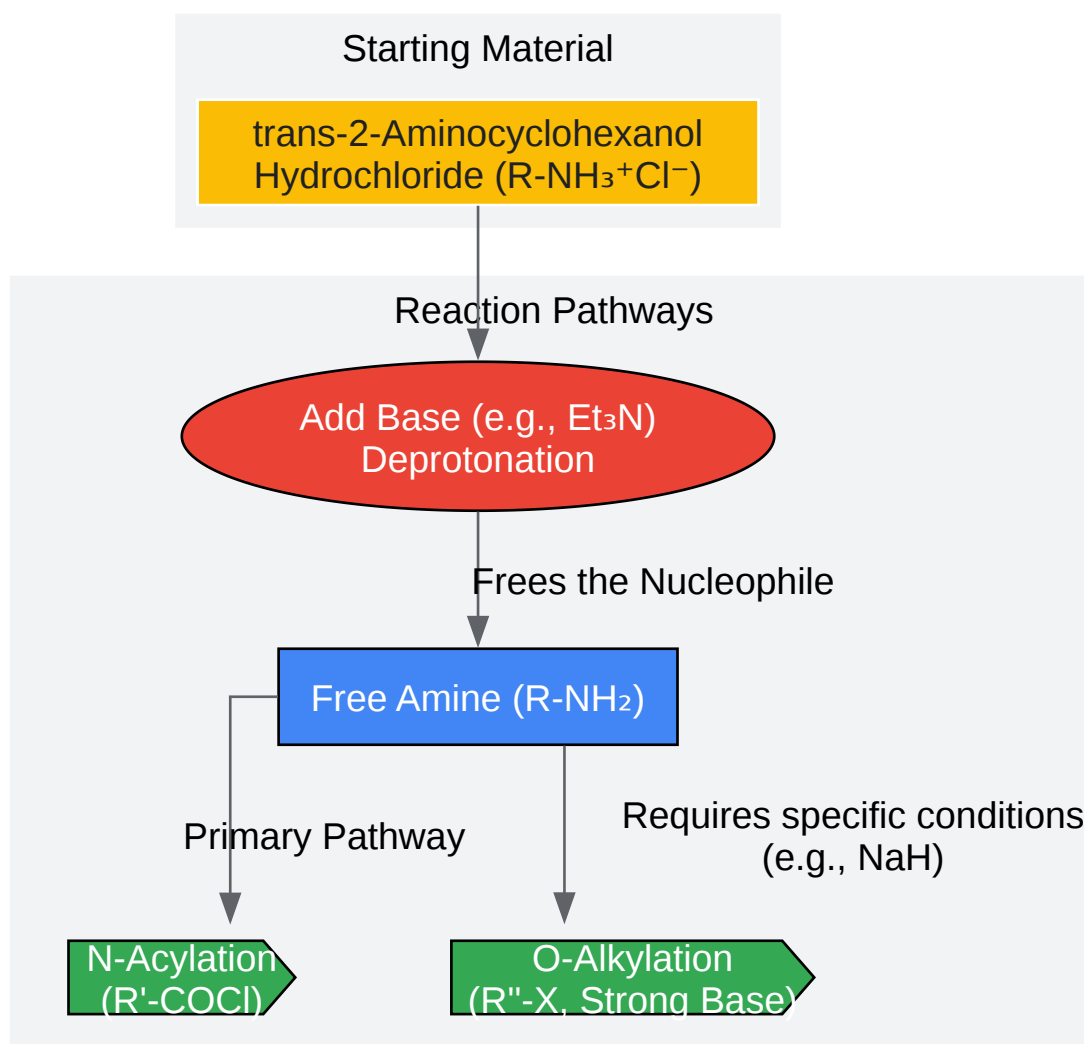 Starting Material
trans-2-Aminocyclohexanol
Hydrochloride (R-NH₃⁺Cl⁻)
Reaction Pathways
Add Base (e.g., Et₃N)
Deprotonation
Frees the Nucleophile
Free Amine (R-NH₂)
Primary Pathway
Requires specific conditions
(e.g., NaH)
N-Acylation
(R'-COCl)
O-Alkylation
(R''-X, Strong Base)